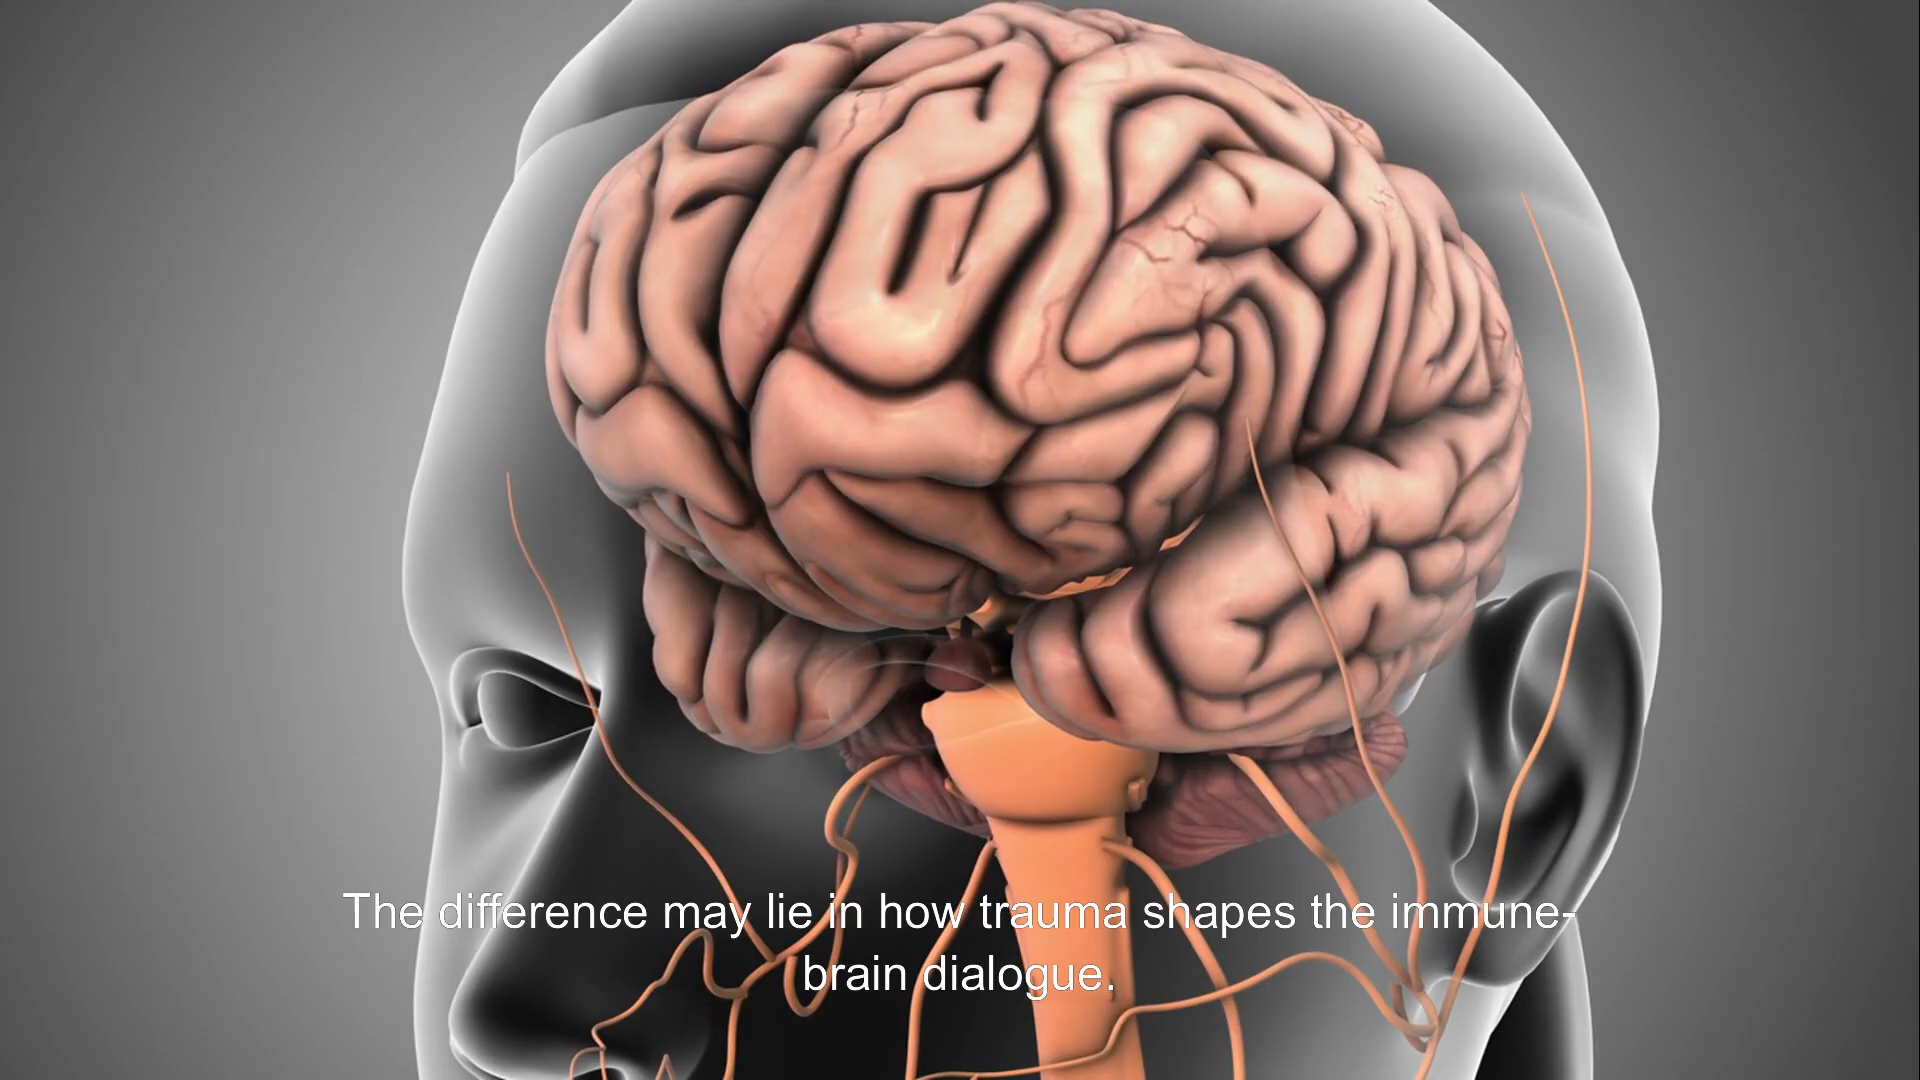 The difference may lie in how trauma shapes the immune-
brain dialogue.